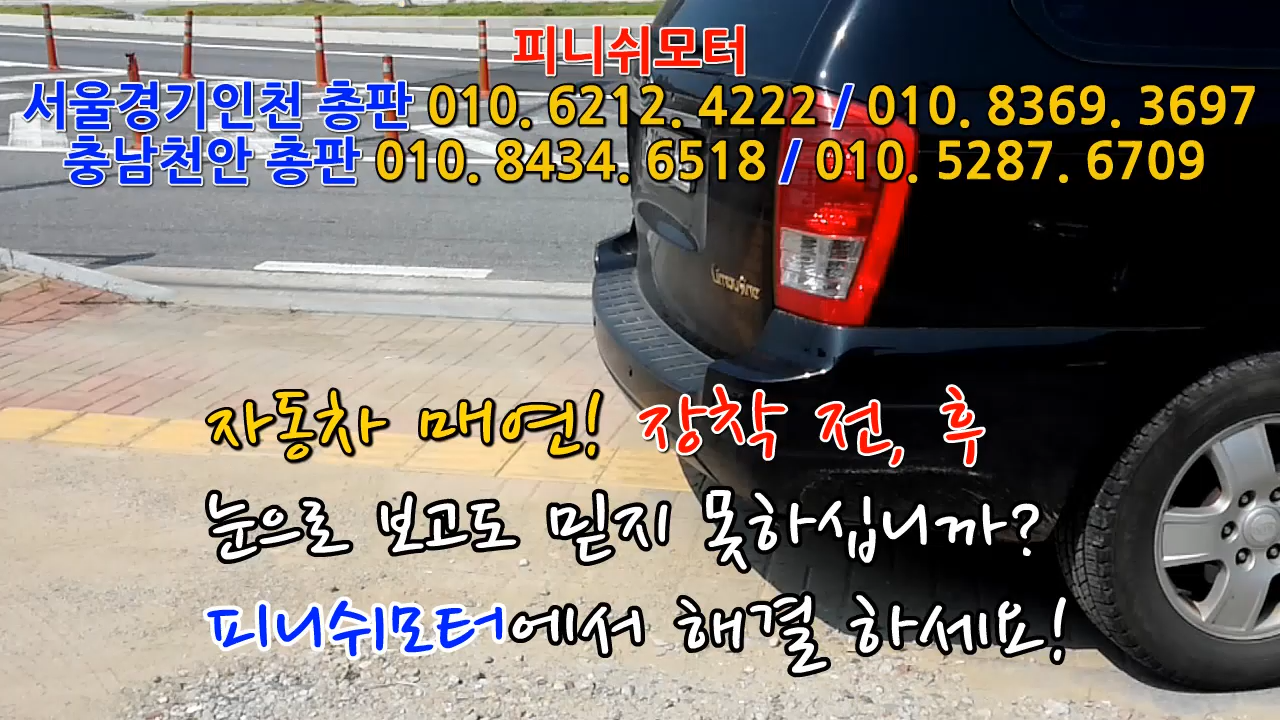 피니쉬모터
서울경기인천 총판 010. 6212. 4222 / 010. 8369. 3697
충남천안 총판 010. 8434. 6518 / 010. 5287. 6709
Limousine
자동차 매연! 장착 전, 후
눈으로 보고도 믿지 못하십니까?
피니쉬모터에서 해결 하세요!